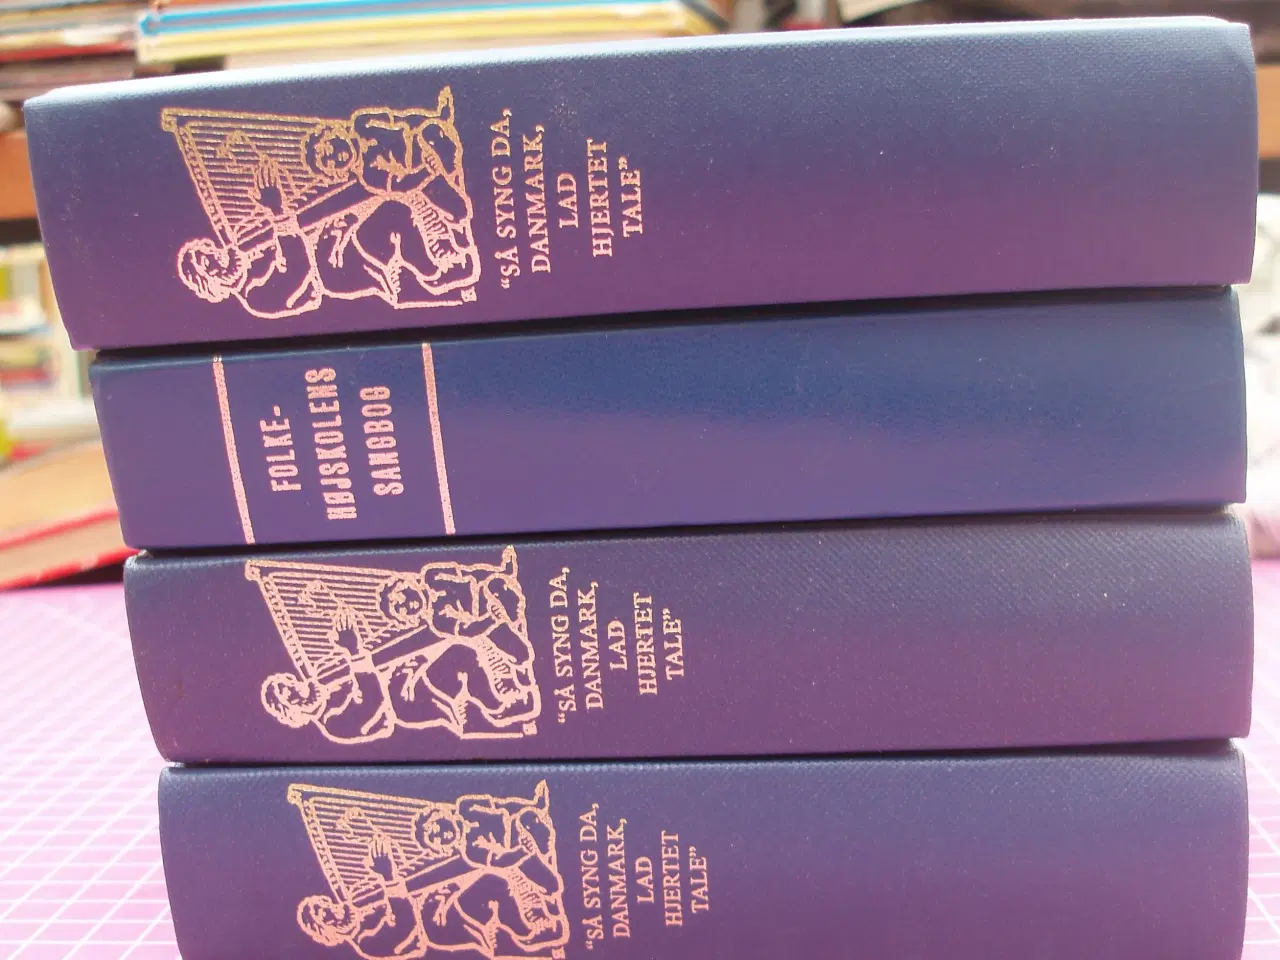 “SÅ SYNG DA,
DANMARK,
LAD
HJERTET
TALE”
FOLKE-
HØJSKOLENS
SANGBOG
“SÅ SYNG DA,
DANMARK,
LAD
HJERTET
TALE”
“SÅ SYNG DA,
DANMARK,
LAD
HJERTET
TALE”